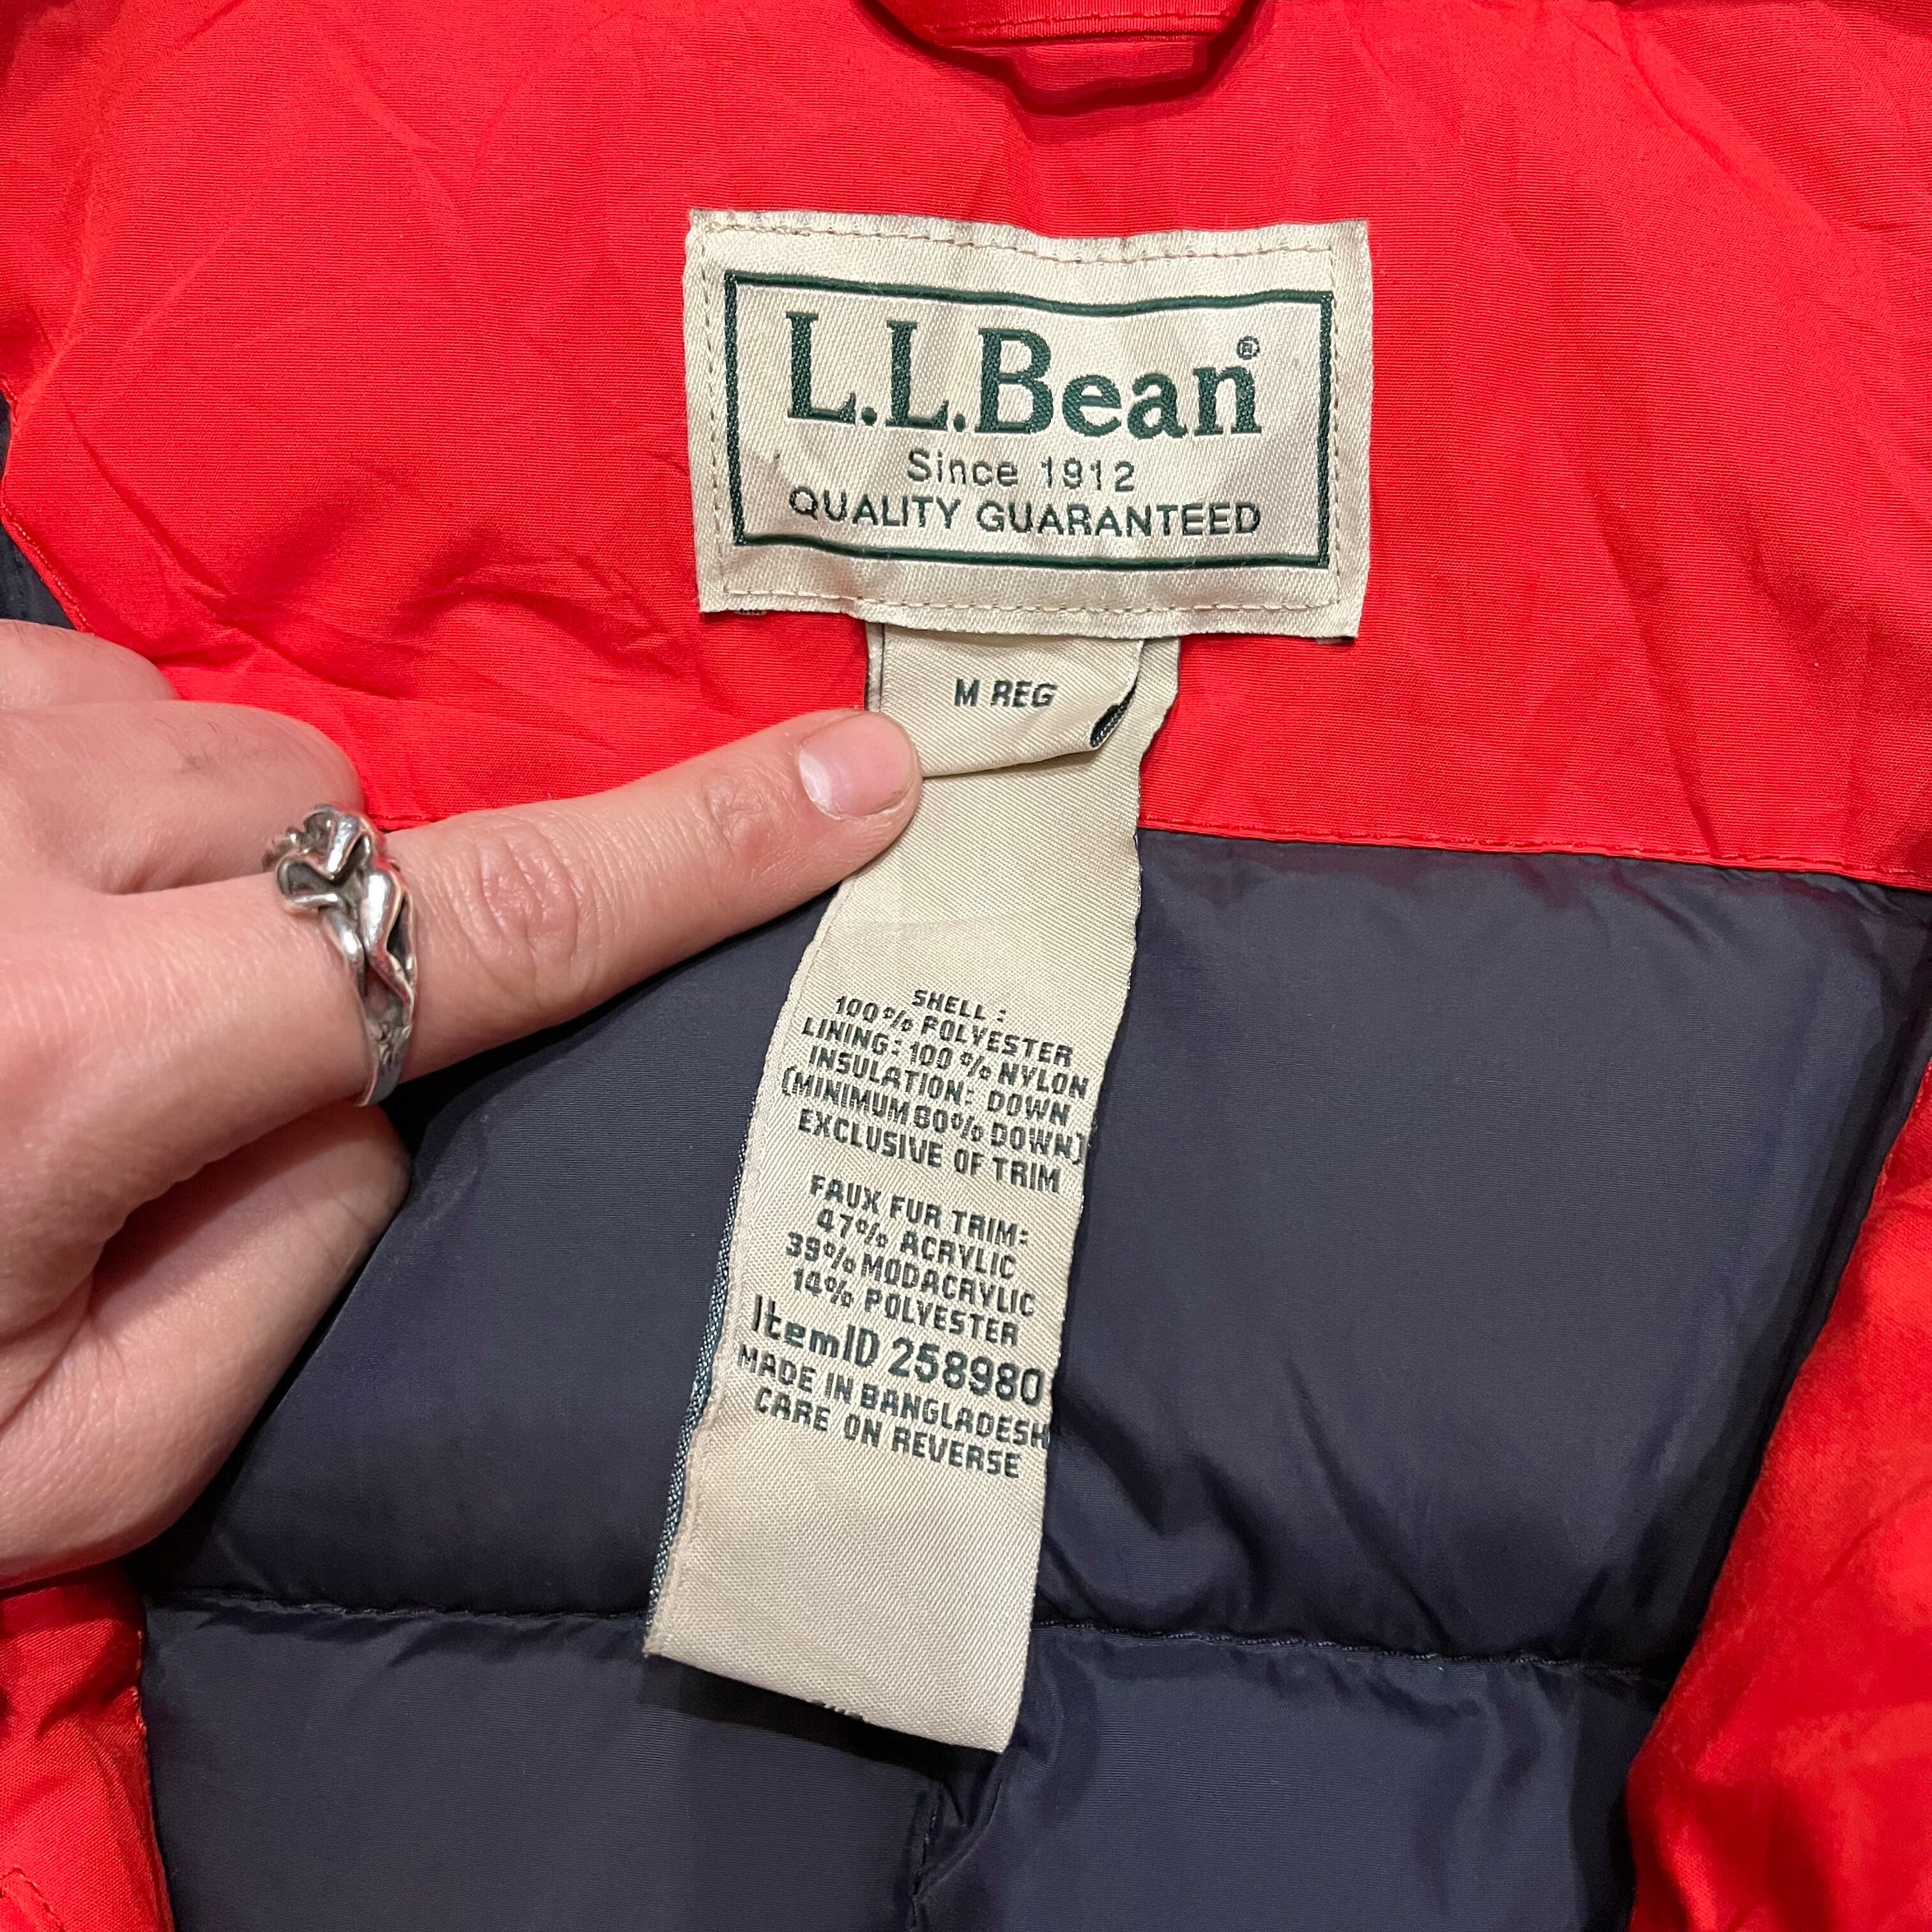 L.L.Bean®
Since 1912
QUALITY GUARANTEED
M REG
SHELL:
100% POLYESTER
LINING: 100% NYLON
INSULATION: DOWN
(MINIMUM 80% DOWN)
EXCLUSIVE OF TRIM
FAUX FUR TRIM:
47% ACRYLIC
39% MODACRYLIC
14% POLYESTER
ItemID 258980
MADE IN BANGLADESH
CARE ON REVERSE